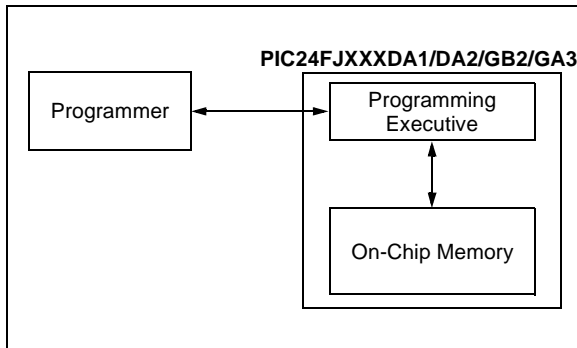 PIC24FJXXXDA1/DA2/GB2/GA3
Programmer
Programming
Executive
On-Chip Memory